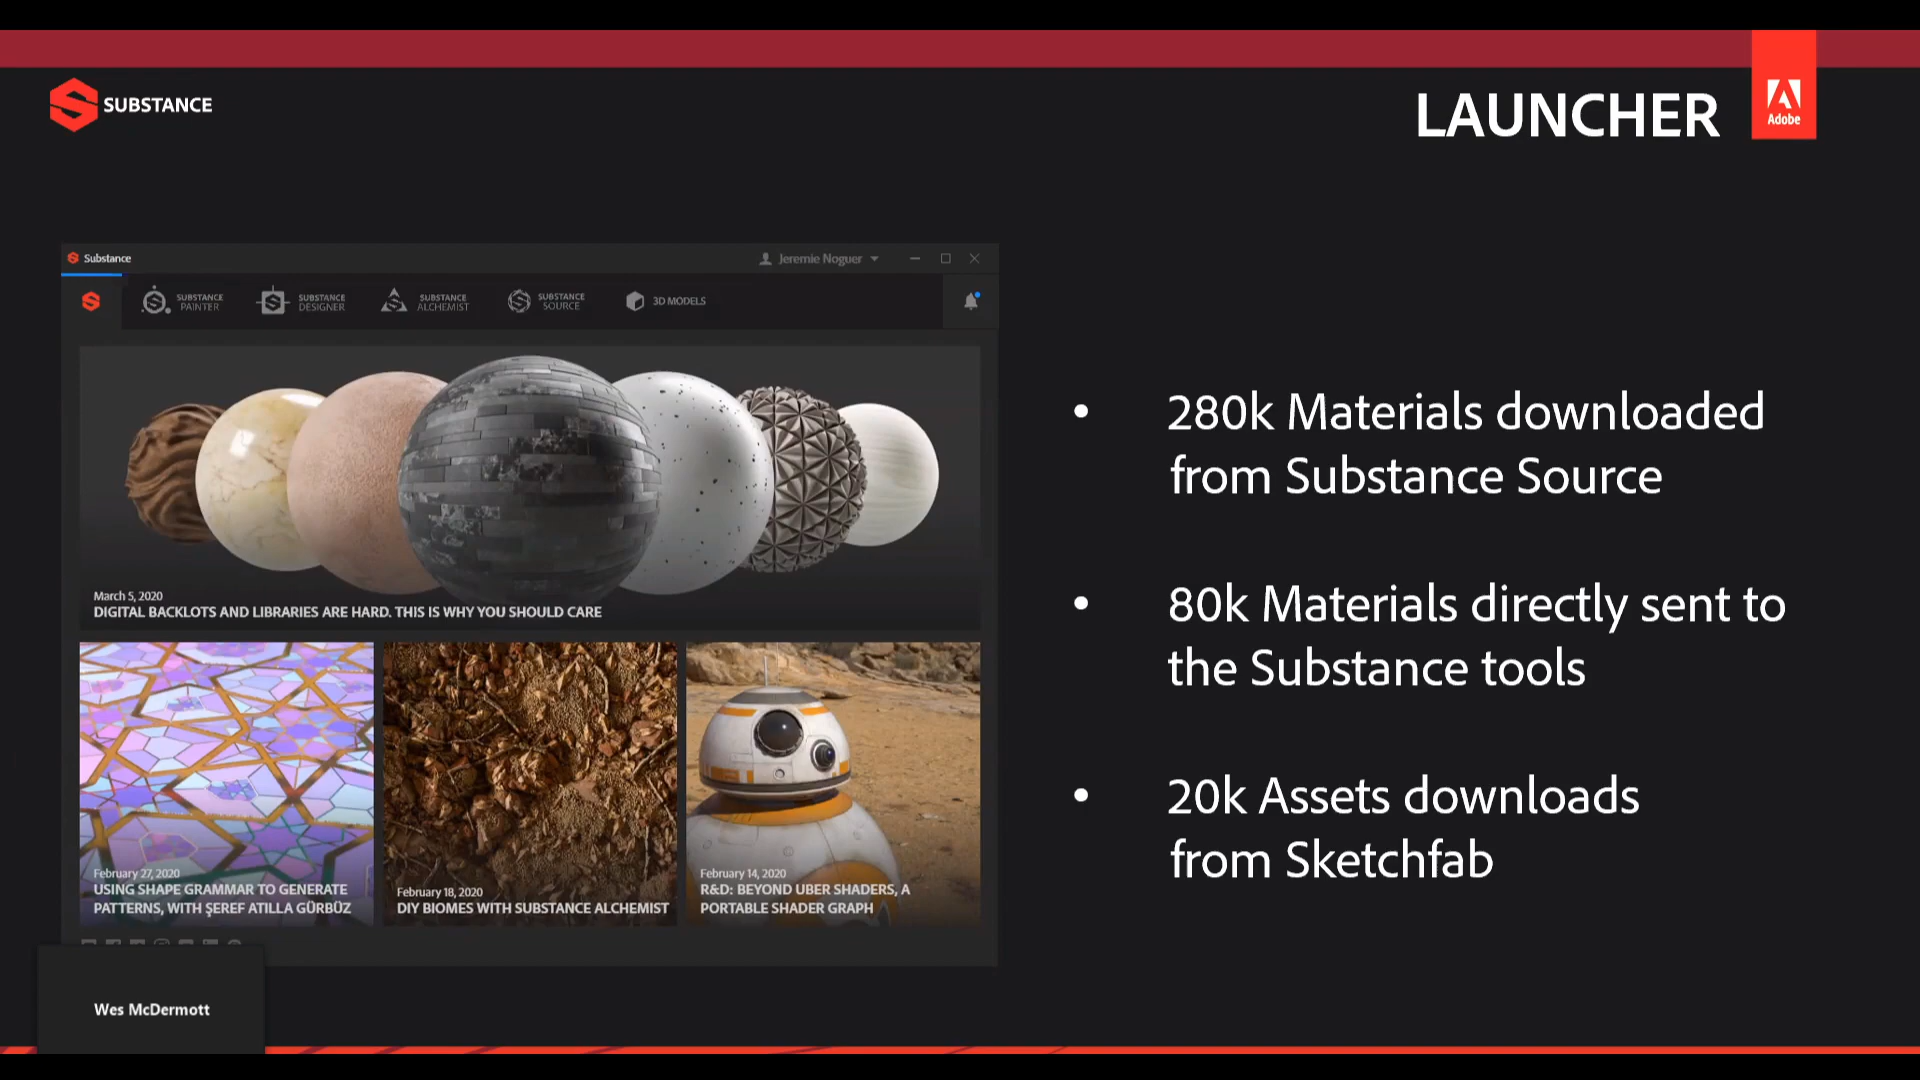 SUBSTANCE
LAUNCHER
Adobe
Substance
Jeremie Noguer
SUBSTANCE
PAINTER
SUBSTANCE
DESIGNER
SUBSTANCE
ALCHEMIST
SUBSTANCE
SOURCE
3D MODELS
March 5, 2020
DIGITAL BACKLOTS AND LIBRARIES ARE HARD. THIS IS WHY YOU SHOULD CARE
February 27, 2020
USING SHAPE GRAMMAR TO GENERATE
PATTERNS, WITH ŞEREF ATILLA GÜRBÜZ
February 18, 2020
DIY BIOMES WITH SUBSTANCE ALCHEMIST
February 14, 2020
R&D: BEYOND UBER SHADERS, A
PORTABLE SHADER GRAPH
• 280k Materials downloaded
from Substance Source
• 80k Materials directly sent to
the Substance tools
• 20k Assets downloads
from Sketchfab
Wes McDermott